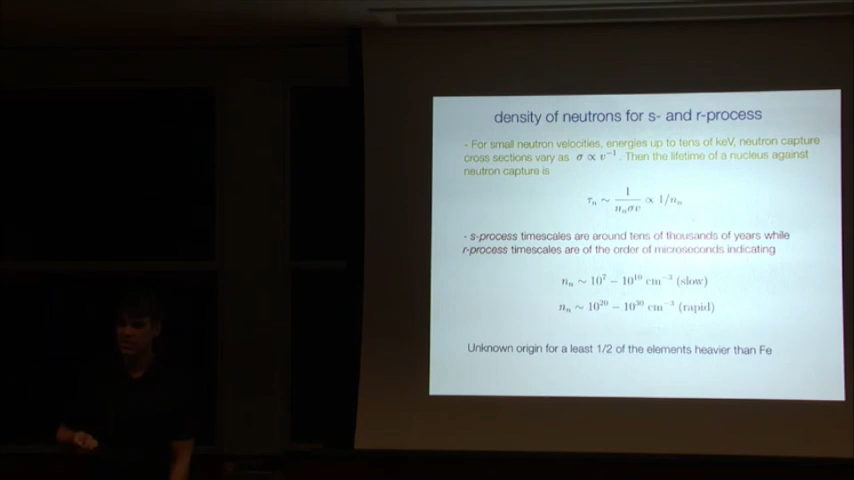 density of neutrons for s- and r-process
- For small neutron velocities, energies up to tens of keV, neutron capture
cross sections vary as σ ∝ v⁻¹. Then the lifetime of a nucleus against
neutron capture is
τₙ ~ 1/(nₙσv) ∝ 1/nₙ
- s-process timescales are around tens of thousands of years while
r-process timescales are of the order of microseconds indicating
nₙ ~ 10⁷ − 10¹⁰ cm⁻³ (slow)
nₙ ~ 10²⁰ − 10³⁰ cm⁻³ (rapid)
Unknown origin for a least 1/2 of the elements heavier than Fe